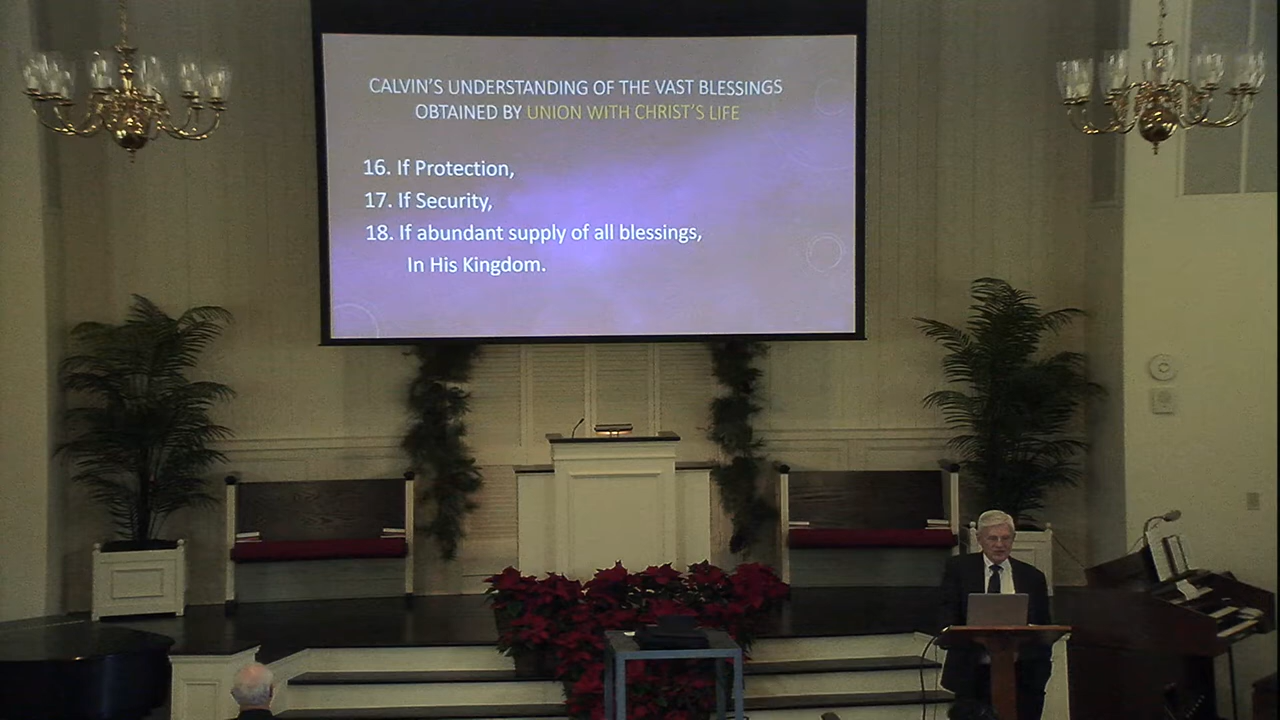 CALVIN'S UNDERSTANDING OF THE VAST BLESSINGS
OBTAINED BY UNION WITH CHRIST'S LIFE
16. If Protection,
17. If Security,
18. If abundant supply of all blessings,
In His Kingdom.